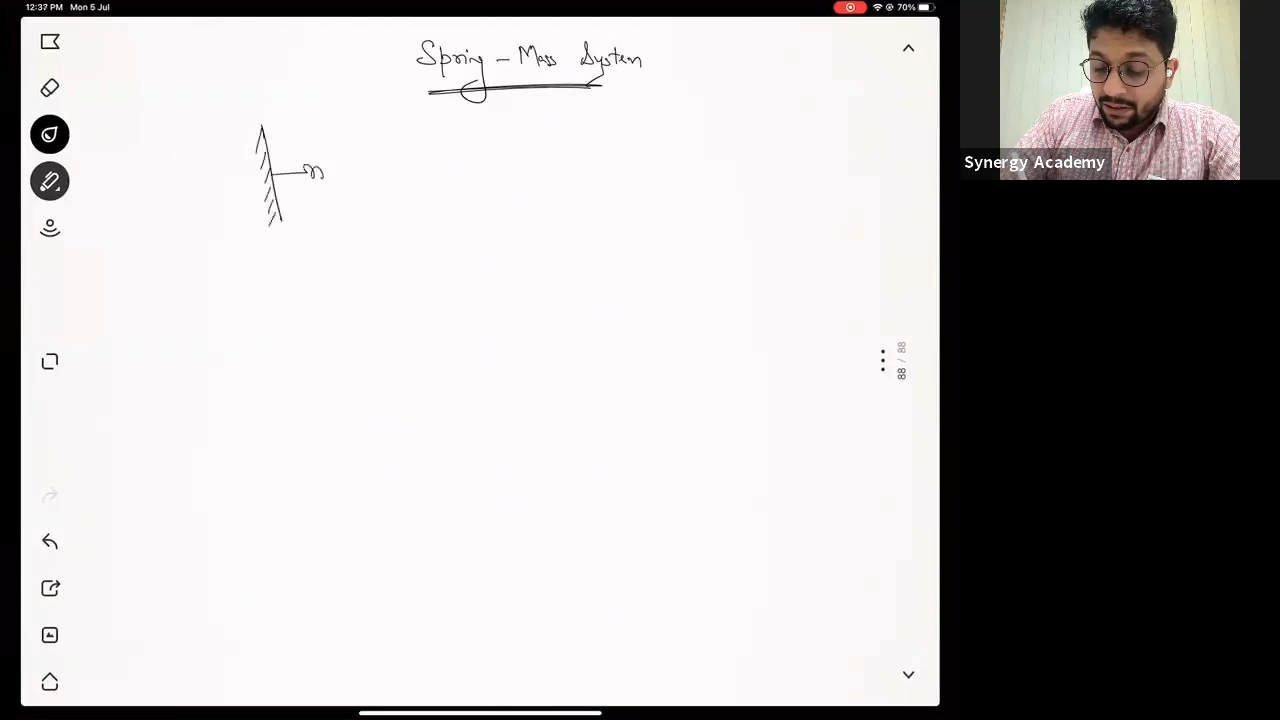 12:37 PM Mon 5 Jul
70%
Spring - Mass System
Synergy Academy
88 / 88